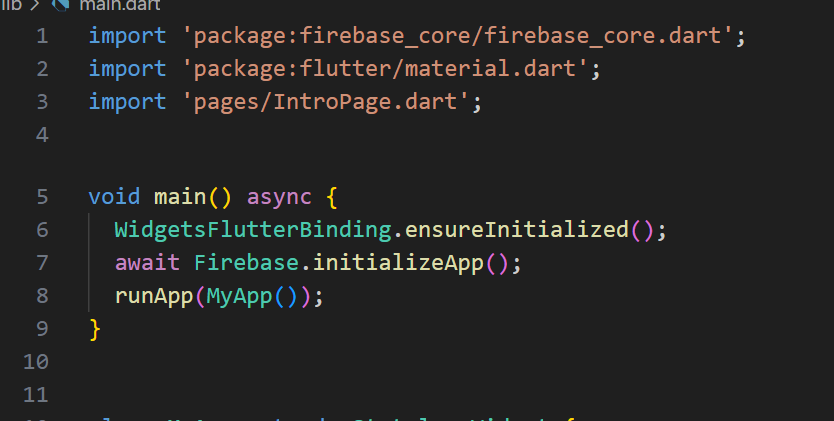 lib > main.dart
1 import 'package:firebase_core/firebase_core.dart';
2 import 'package:flutter/material.dart';
3 import 'pages/IntroPage.dart';
4
5 void main() async {
6 WidgetsFlutterBinding.ensureInitialized();
7 await Firebase.initializeApp();
8 runApp(MyApp());
9 }
10
11